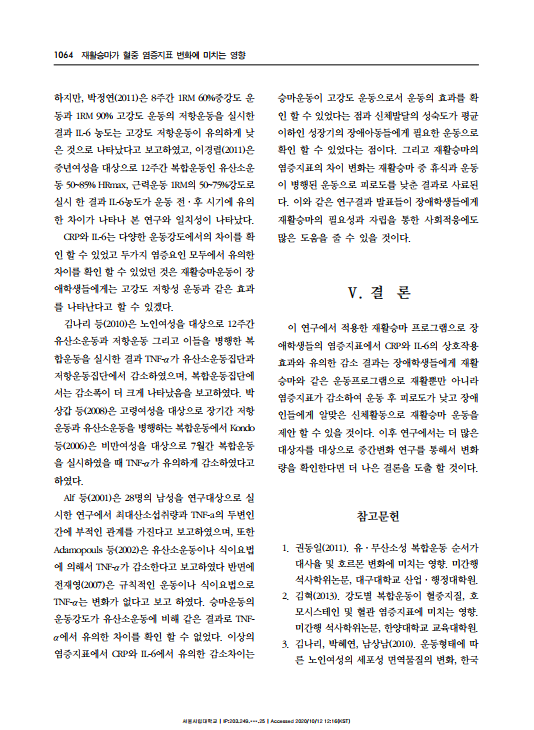 1064 재활승마가 혈중 염증지표 변화에 미치는 영향
하지만, 박정연(2011)은 8주간 1RM 60%중강도 운
동과 1RM 90% 고강도 운동의 저항운동을 실시한
결과 IL-6 농도는 고강도 저항운동이 유의하게 낮
은 것으로 나타났다고 보고하였고, 이경렬(2011)은
중년여성을 대상으로 12주간 복합운동인 유산소운
동 50~85% HRmax, 근력운동 1RM의 50~75%강도로
실시 한 결과 IL-6농도가 운동 전·후 시기에 유의
한 차이가 나타나 본 연구와 일치성이 나타났다.
CRP와 IL-6는 다양한 운동강도에서의 차이를 확
인 할 수 있었고 두가지 염증요인 모두에서 유의한
차이를 확인 할 수 있었던 것은 재활승마운동이 장
애학생들에게는 고강도 저항성 운동과 같은 효과
를 나타난다고 할 수 있겠다.
김나리 등(2010)은 노인여성을 대상으로 12주간
유산소운동과 저항운동 그리고 이들을 병행한 복
합운동을 실시한 결과 TNF-α가 유산소운동집단과
저항운동집단에서 감소하였으며, 복합운동집단에
서는 감소폭이 더 크게 나타났음을 보고하였다. 박
상갑 등(2008)은 고령여성을 대상으로 장기간 저항
운동과 유산소운동을 병행하는 복합운동에서 Kondo
등(2006)은 비만여성을 대상으로 7월간 복합운동
을 실시하였을 때 TNF-α가 유의하게 감소하였다고
하였다.
Alf 등(2001)은 28명의 남성을 연구대상으로 실
시한 연구에서 최대산소섭취량과 TNF-a의 두변인
간에 부적인 관계를 가진다고 보고하였으며, 또한
Adamopouls 등(2002)은 유산소운동이나 식이요법
에 의해서 TNF-α가 감소한다고 보고하였다 반면에
전재영(2007)은 규칙적인 운동이나 식이요법으로
TNF-α는 변화가 없다고 보고 하였다. 승마운동의
운동강도가 유산소운동에 비해 같은 결과로 TNF-
α에서 유의한 차이를 확인 할 수 없었다. 이상의
염증지표에서 CRP와 IL-6에서 유의한 감소차이는
승마운동이 고강도 운동으로서 운동의 효과를 확
인 할 수 있었다는 점과 신체발달의 성숙도가 평균
이하인 성장기의 장애아동들에게 필요한 운동으로
확인 할 수 있었다는 점이다. 그리고 재활승마의
염증지표의 차이 변화는 재활승마 중 휴식과 운동
이 병행된 운동으로 피로도를 낮춘 결과로 사료된
다. 이와 같은 연구결과 발표들이 장애학생들에게
재활승마의 필요성과 자립을 통한 사회적응에도
많은 도움을 줄 수 있을 것이다.
Ⅴ. 결 론
이 연구에서 적용한 재활승마 프로그램으로 장
애학생들의 염증지표에서 CRP와 IL-6의 상호작용
효과와 유의한 감소 결과는 장애학생들에게 재활
승마와 같은 운동프로그램으로 재활뿐만 아니라
염증지표가 감소하여 운동 후 피로도가 낮고 장애
인들에게 알맞은 신체활동으로 재활승마 운동을
제안 할 수 있을 것이다. 이후 연구에서는 더 많은
대상자를 대상으로 중간변화 연구를 통해서 변화
량을 확인한다면 더 나은 결론을 도출 할 것이다.
참고문헌
1. 권동일(2011). 유·무산소성 복합운동 순서가
대사율 및 호르몬 변화에 미치는 영향. 미간행
석사학위논문, 대구대학교 산업·행정대학원.
2. 김혁(2013). 강도별 복합운동이 혈중지질, 호
모시스테인 및 혈관 염증지표에 미치는 영향.
미간행 석사학위논문, 한양대학교 교육대학원.
3. 김나리, 박혜연, 남상남(2010). 운동형태에 따
른 노인여성의 세포성 면역물질의 변화, 한국
서울시립대학교 | IP:203.249.***.25 | Accessed 2020/10/12 12:16(KST)